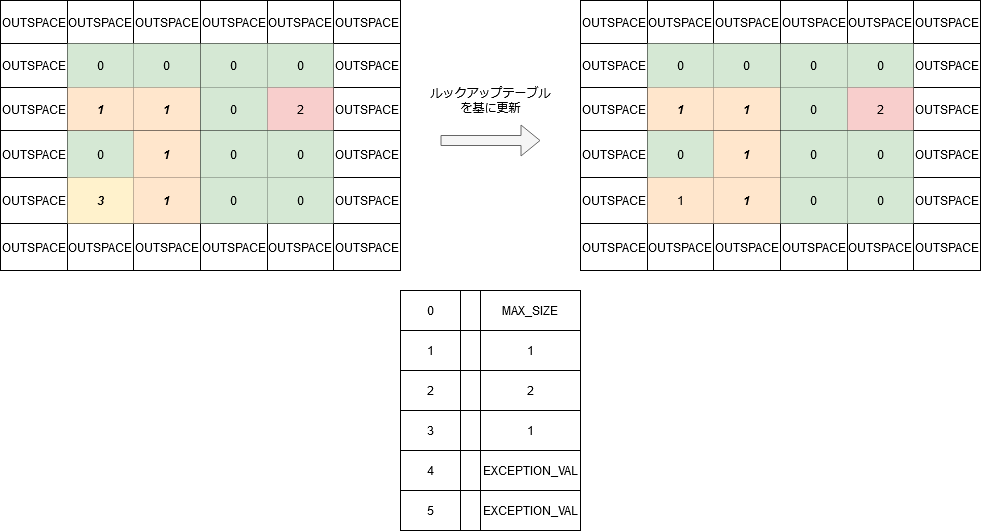 OUTSPACE OUTSPACE OUTSPACE OUTSPACE OUTSPACE OUTSPACE
OUTSPACE 0 0 0 0 OUTSPACE
OUTSPACE 1 1 0 2 OUTSPACE
OUTSPACE 0 1 0 0 OUTSPACE
OUTSPACE 3 1 0 0 OUTSPACE
OUTSPACE OUTSPACE OUTSPACE OUTSPACE OUTSPACE OUTSPACE
ルックアップテーブル
を基に更新
OUTSPACE OUTSPACE OUTSPACE OUTSPACE OUTSPACE OUTSPACE
OUTSPACE 0 0 0 0 OUTSPACE
OUTSPACE 1 1 0 2 OUTSPACE
OUTSPACE 0 1 0 0 OUTSPACE
OUTSPACE 1 1 0 0 OUTSPACE
OUTSPACE OUTSPACE OUTSPACE OUTSPACE OUTSPACE OUTSPACE
0 MAX_SIZE
1 1
2 2
3 1
4 EXCEPTION_VAL
5 EXCEPTION_VAL